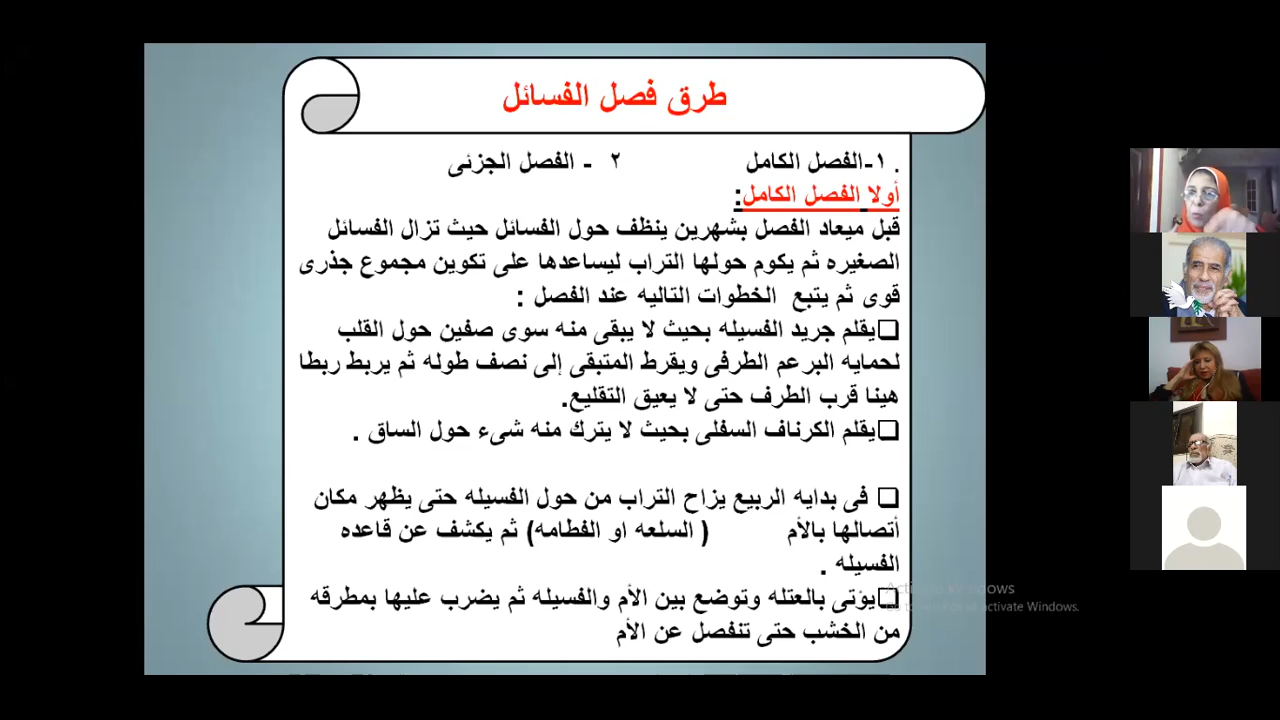 طرق فصل الفسائل
. ١-الفصل الكامل ٢ - الفصل الجزئى
أولا الفصل الكامل:
قبل ميعاد الفصل بشهرين ينظف حول الفسائل حيث تزال الفسائل
الصغيره ثم يكوم حولها التراب ليساعدها على تكوين مجموع جذرى
قوى ثم يتبع الخطوات التاليه عند الفصل :
❑يقلم جريد الفسيله بحيث لا يبقى منه سوى صفين حول القلب
لحمايه البرعم الطرفى ويقرط المتبقى إلى نصف طوله ثم يربط ربطا
هينا قرب الطرف حتى لا يعيق التقليع.
❑يقلم الكرناف السفلى بحيث لا يترك منه شىء حول الساق .
❑ فى بدايه الربيع يزاح التراب من حول الفسيله حتى يظهر مكان
أتصالها بالأم ( السلعه او الفطامه) ثم يكشف عن قاعده
الفسيله .
❑يؤتى بالعتله وتوضع بين الأم والفسيله ثم يضرب عليها بمطرقه
من الخشب حتى تنفصل عن الأم
Windows
activate Windows.